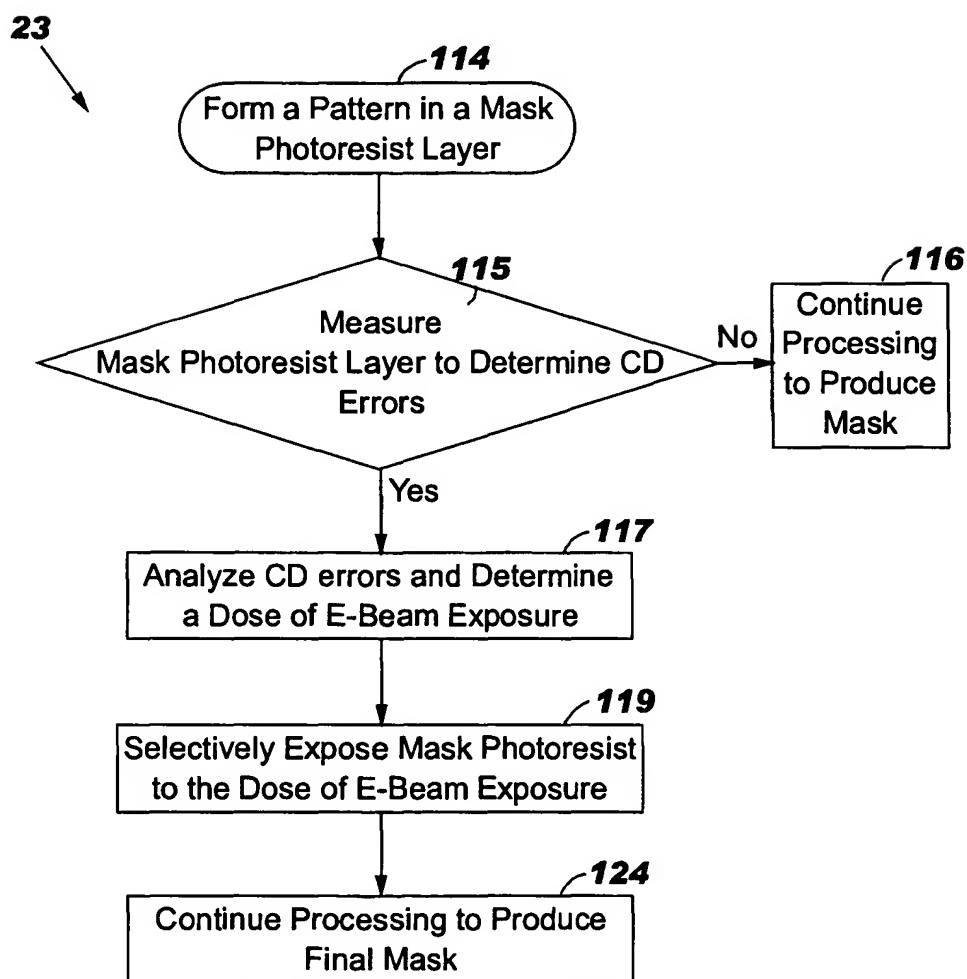 23
114
Form a Pattern in a Mask
Photoresist Layer
115
Measure
Mask Photoresist Layer to Determine CD
Errors
No
116
Continue
Processing
to Produce
Mask
Yes
117
Analyze CD errors and Determine
a Dose of E-Beam Exposure
119
Selectively Expose Mask Photoresist
to the Dose of E-Beam Exposure
124
Continue Processing to Produce
Final Mask